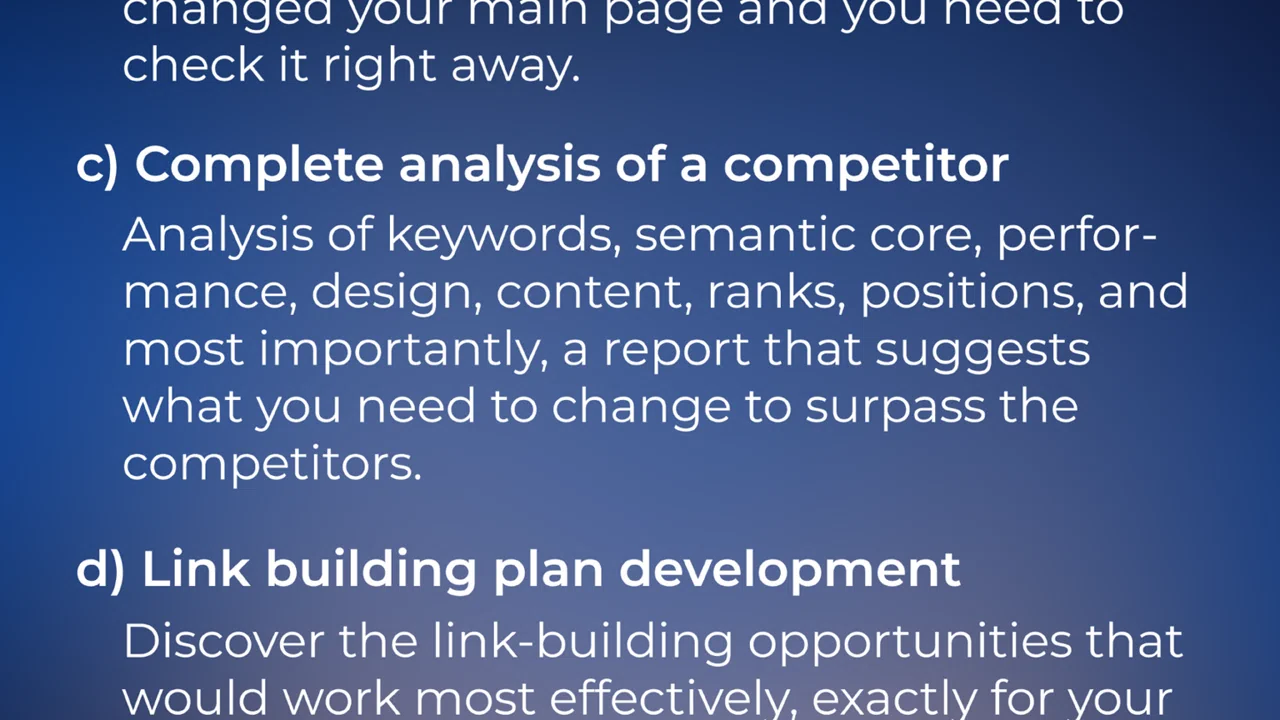 changed your main page and you need to
check it right away.
c) Complete analysis of a competitor
Analysis of keywords, semantic core, perfor-
mance, design, content, ranks, positions, and
most importantly, a report that suggests
what you need to change to surpass the
competitors.
d) Link building plan development
Discover the link-building opportunities that
would work most effectively, exactly for your